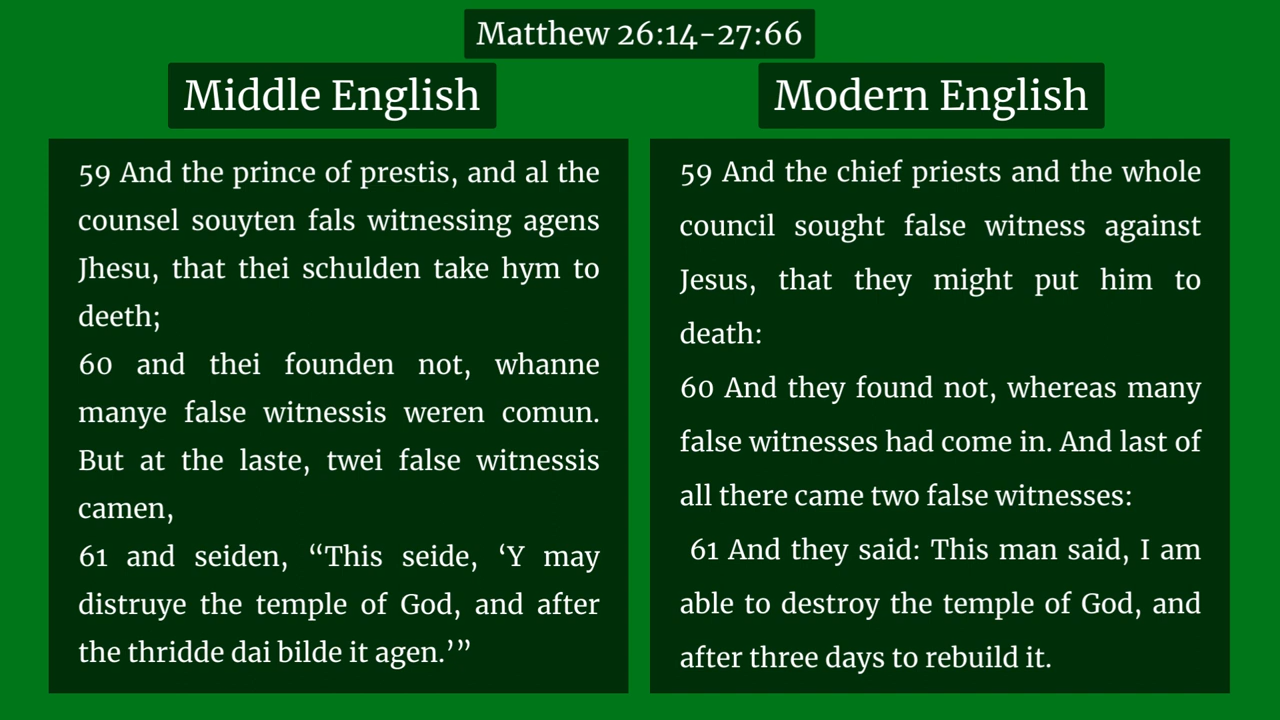 Matthew 26:14-27:66
Middle English
Modern English
59 And the prince of prestis, and al the
counsel souyten fals witnessing agens
Jhesu, that thei schulden take hym to
deeth;
60 and thei founden not, whanne
manye false witnessis weren comun.
But at the laste, twei false witnessis
camen,
61 and seiden, “This seide, ‘Y may
distruye the temple of God, and after
the thridde dai bilde it agen.’”
59 And the chief priests and the whole
council sought false witness against
Jesus, that they might put him to
death:
60 And they found not, whereas many
false witnesses had come in. And last of
all there came two false witnesses:
61 And they said: This man said, I am
able to destroy the temple of God, and
after three days to rebuild it.